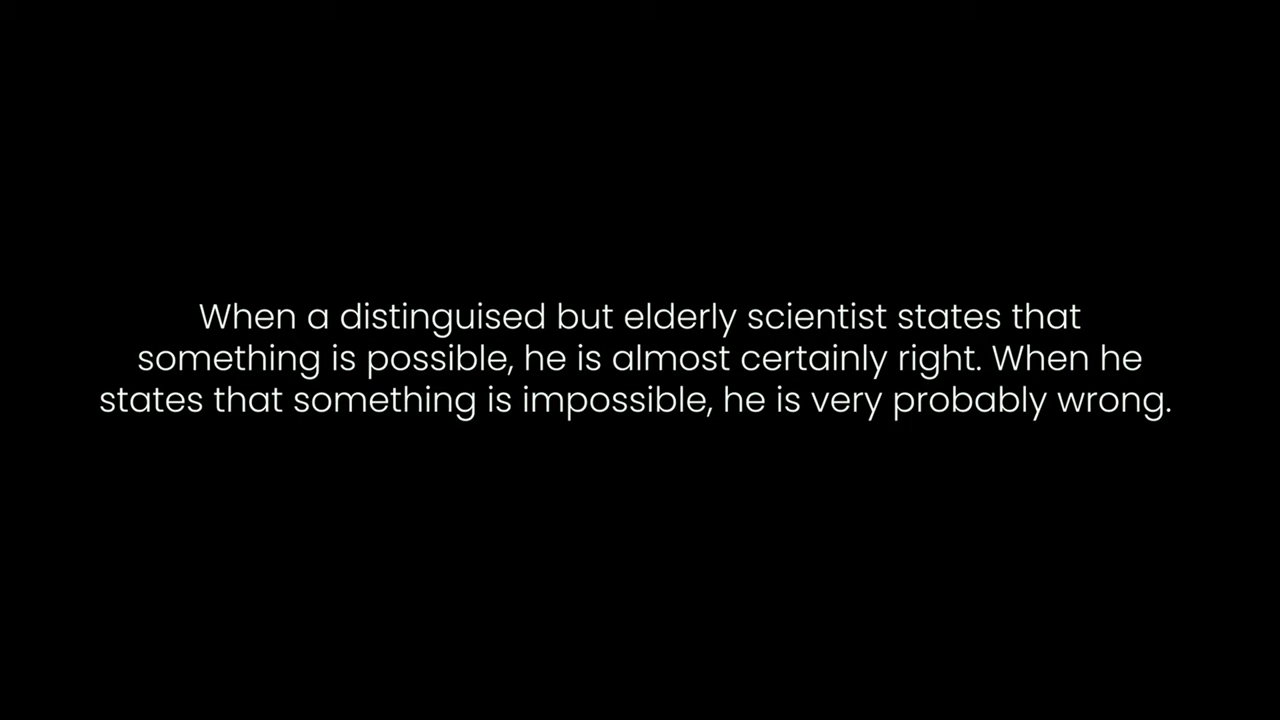 When a distinguised but elderly scientist states that
something is possible, he is almost certainly right. When he
states that something is impossible, he is very probably wrong.